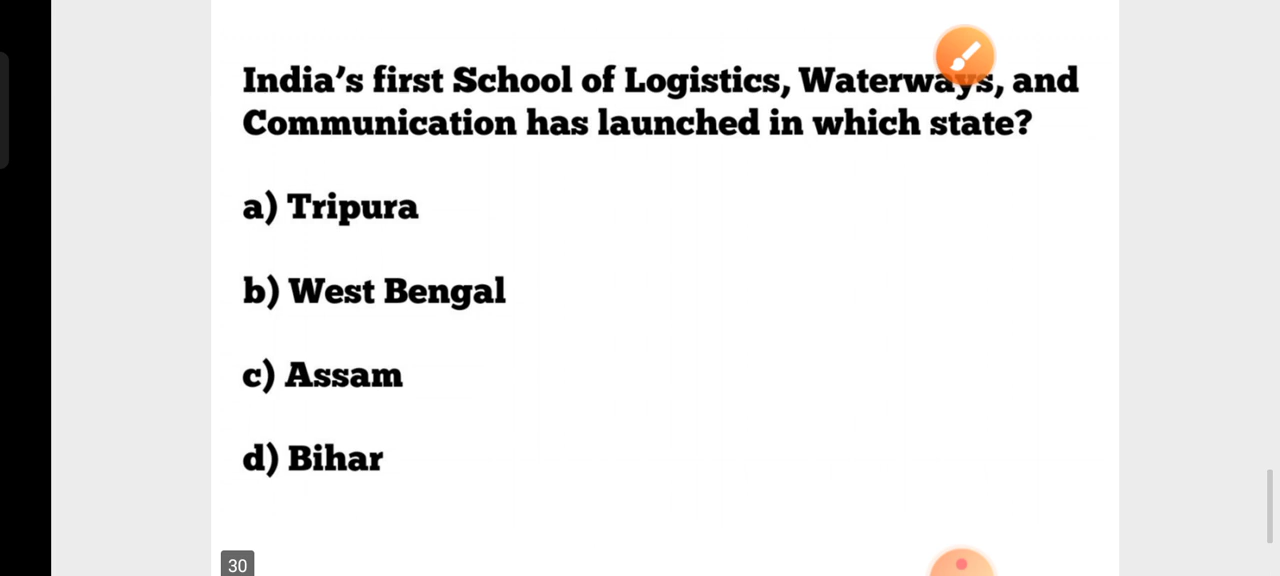 India’s first School of Logistics, Waterways, and
Communication has launched in which state?
a) Tripura
b) West Bengal
c) Assam
d) Bihar
30